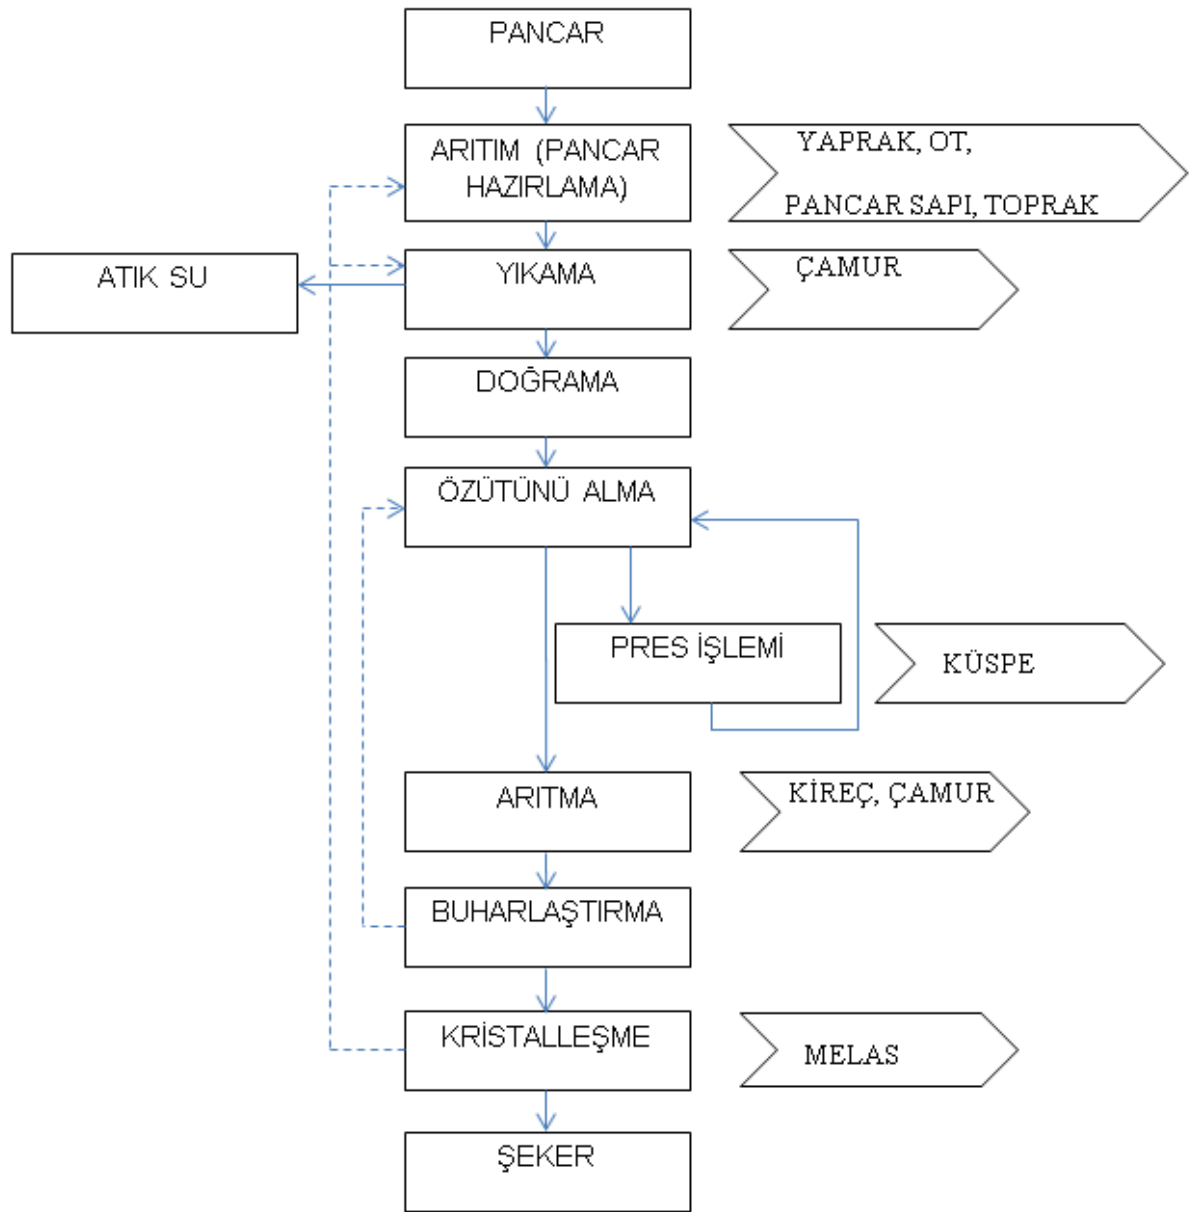 PANCAR
ARITIM (PANCAR
HAZIRLAMA)
YAPRAK, OT,
PANCAR SAPI, TOPRAK
ATIK SU
YIKAMA
ÇAMUR
DOĞRAMA
ÖZÜTÜNÜ ALMA
PRES İŞLEMİ
KÜSPE
ARITMA
KİREÇ, ÇAMUR
BUHARLAŞTIRMA
KRİSTALLEŞME
MELAS
ŞEKER